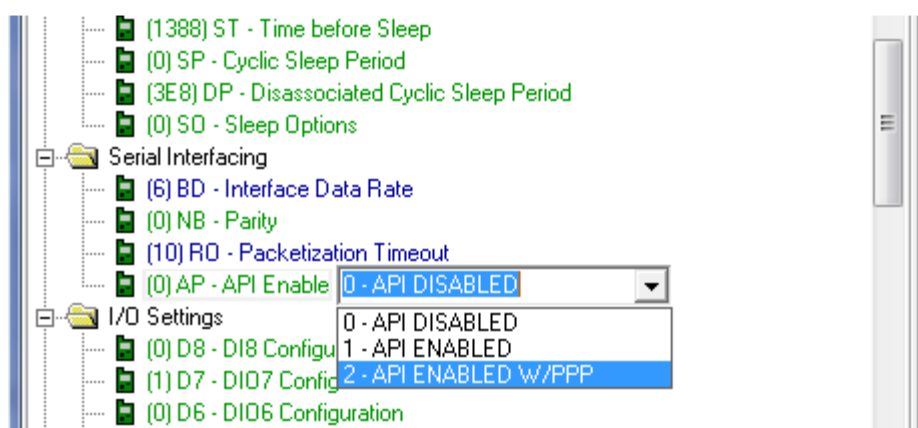 (1388) ST - Time before Sleep
(0) SP - Cyclic Sleep Period
(3E8) DP - Disassociated Cyclic Sleep Period
(0) SO - Sleep Options
Serial Interfacing
(6) BD - Interface Data Rate
(0) NB - Parity
(10) RO - Packetization Timeout
(0) AP - API Enable 0 - API DISABLED
I/O Settings
0 - API DISABLED
(0) D8 - DI8 Configu
1 - API ENABLED
(1) D7 - DIO7 Config
2 - API ENABLED W/PPP
(0) D6 - DIO6 Configuration